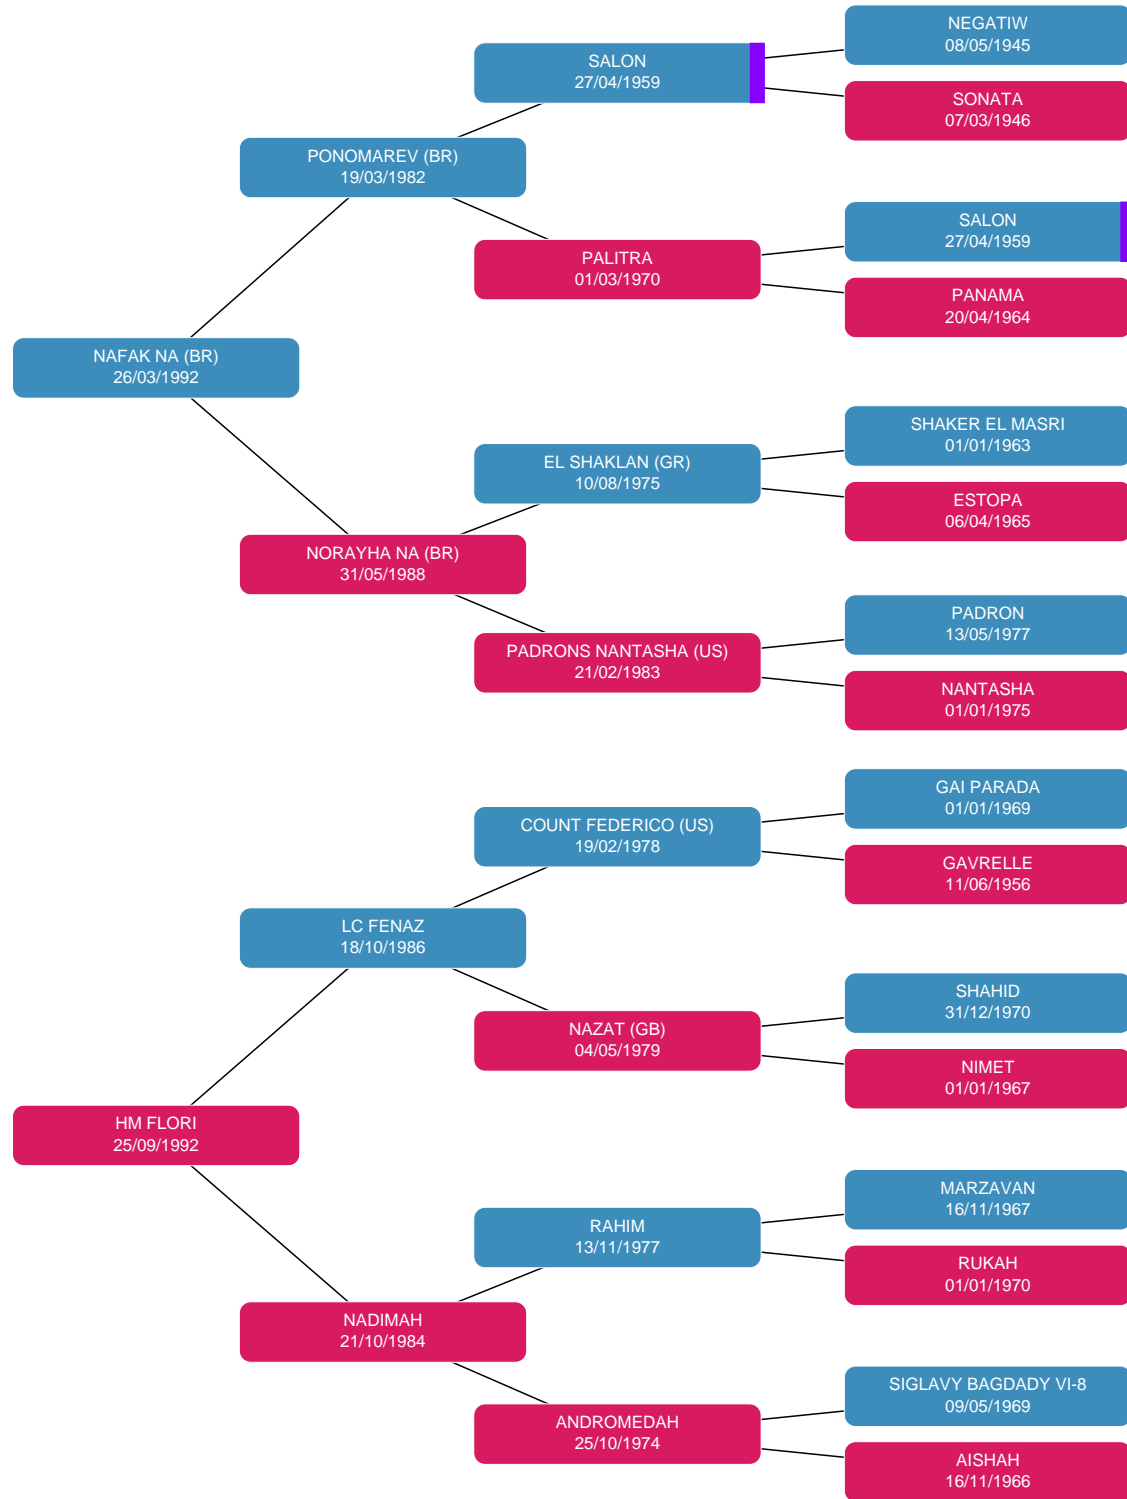 NEGATIW
08/05/1945
SALON
27/04/1959
SONATA
07/03/1946
PONOMAREV (BR)
19/03/1982
SALON
27/04/1959
PALITRA
01/03/1970
PANAMA
20/04/1964
NAFAK NA (BR)
26/03/1992
SHAKER EL MASRI
01/01/1963
EL SHAKLAN (GR)
10/08/1975
ESTOPA
06/04/1965
NORAYHA NA (BR)
31/05/1988
PADRON
13/05/1977
PADRONS NANTASHA (US)
21/02/1983
NANTASHA
01/01/1975
GAI PARADA
01/01/1969
COUNT FEDERICO (US)
19/02/1978
GAVRELLE
11/06/1956
LC FENAZ
18/10/1986
SHAHID
31/12/1970
NAZAT (GB)
04/05/1979
NIMET
01/01/1967
HM FLORI
25/09/1992
MARZAVAN
16/11/1967
RAHIM
13/11/1977
RUKAH
01/01/1970
NADIMAH
21/10/1984
SIGLAVY BAGDADY VI-8
09/05/1969
ANDROMEDAH
25/10/1974
AISHAH
16/11/1966